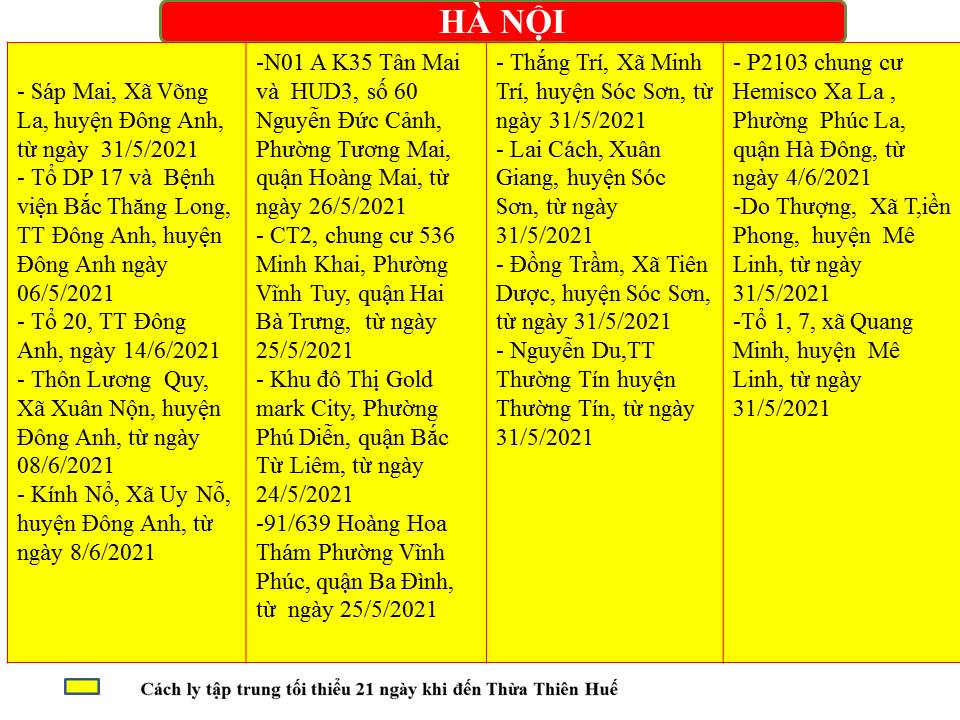 HÀ NỘI
- Sáp Mai, Xã Võng
La, huyện Đông Anh,
từ ngày 31/5/2021
- Tổ DP 17 và Bệnh
viện Bắc Thăng Long,
TT Đông Anh, huyện
Đông Anh ngày
06/5/2021
- Tổ 20, TT Đông
Anh, ngày 14/6/2021
- Thôn Lương Quy,
Xã Xuân Nộn, huyện
Đông Anh, từ ngày
08/6/2021
- Kính Nổ, Xã Uy Nỗ,
huyện Đông Anh, từ
ngày 8/6/2021
-N01 A K35 Tân Mai
và HUD3, số 60
Nguyễn Đức Cảnh,
Phường Tương Mai,
quận Hoàng Mai, từ
ngày 26/5/2021
- CT2, chung cư 536
Minh Khai, Phường
Vĩnh Tuy, quận Hai
Bà Trưng, từ ngày
25/5/2021
- Khu đô Thị Gold
mark City, Phường
Phú Diễn, quận Bắc
Từ Liêm, từ ngày
24/5/2021
-91/639 Hoàng Hoa
Thám Phường Vĩnh
Phúc, quận Ba Đình,
từ ngày 25/5/2021
- Thắng Trí, Xã Minh
Trí, huyện Sóc Sơn, từ
ngày 31/5/2021
- Lai Cách, Xuân
Giang, huyện Sóc
Sơn, từ ngày
31/5/2021
- Đồng Trầm, Xã Tiên
Dược, huyện Sóc Sơn,
từ ngày 31/5/2021
- Nguyễn Du,TT
Thường Tín huyện
Thường Tín, từ ngày
31/5/2021
- P2103 chung cư
Hemisco Xa La ,
Phường Phúc La,
quận Hà Đông, từ
ngày 4/6/2021
-Do Thượng, Xã T,iền
Phong, huyện Mê
Linh, từ ngày
31/5/2021
-Tổ 1, 7, xã Quang
Minh, huyện Mê
Linh, từ ngày
31/5/2021
Cách ly tập trung tối thiểu 21 ngày khi đến Thừa Thiên Huế